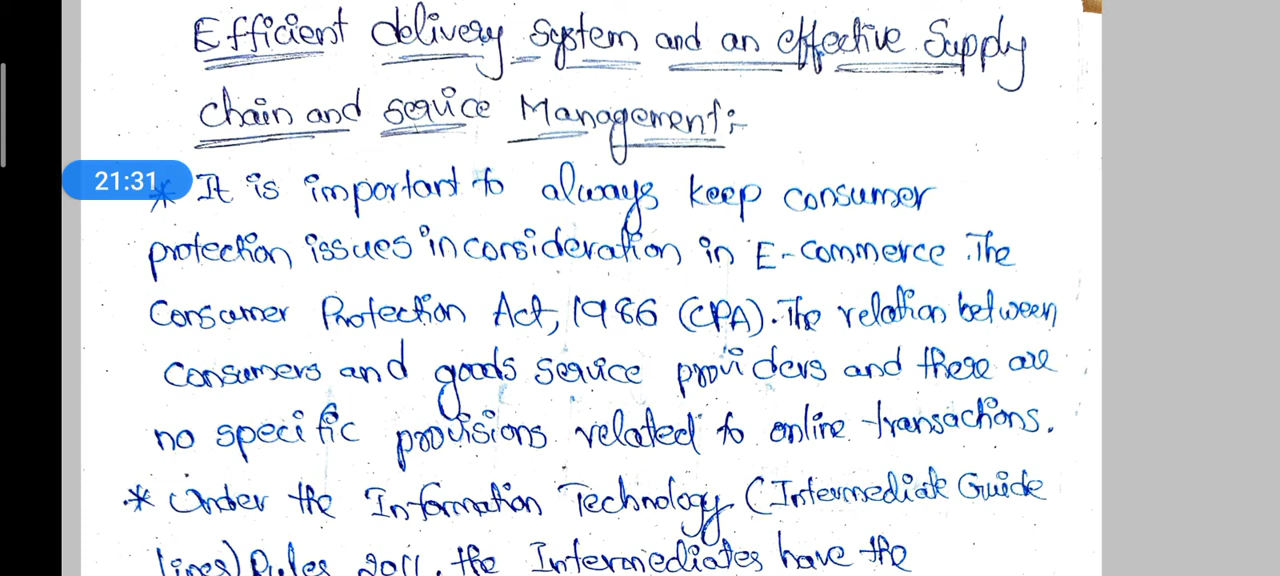 Efficient delivery System and an effective Supply
chain and service Management:-
21:31
* It is important to always keep consumer
protection issues in consideration in E-commerce. The
Consumer Protection Act, 1986 (CPA). The relation between
consumers and goods service providers and there are
no specific provisions related to online transactions.
* Under the Information Technology (Intermediate Guide
lines) Rules 2011, the Intermediates have the